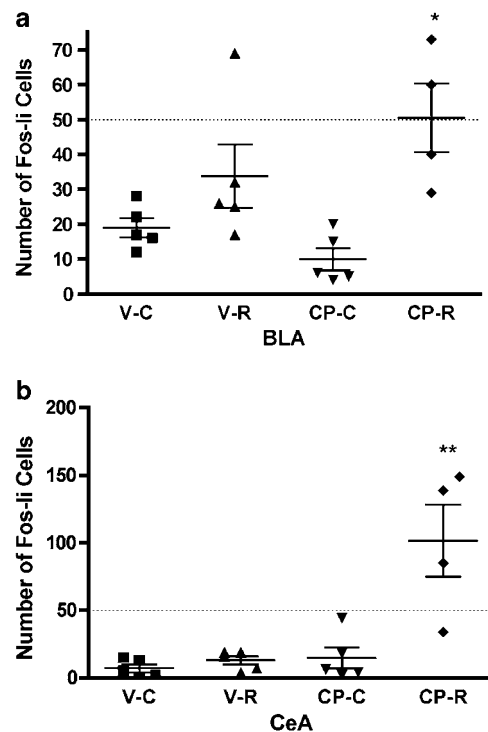 a
*
Number of Fos-li Cells
70
60
50
40
30
20
10
0
V-C V-R CP-C CP-R
BLA
b
**
Number of Fos-li Cells
200
150
100
50
0
V-C V-R CP-C CP-R
CeA